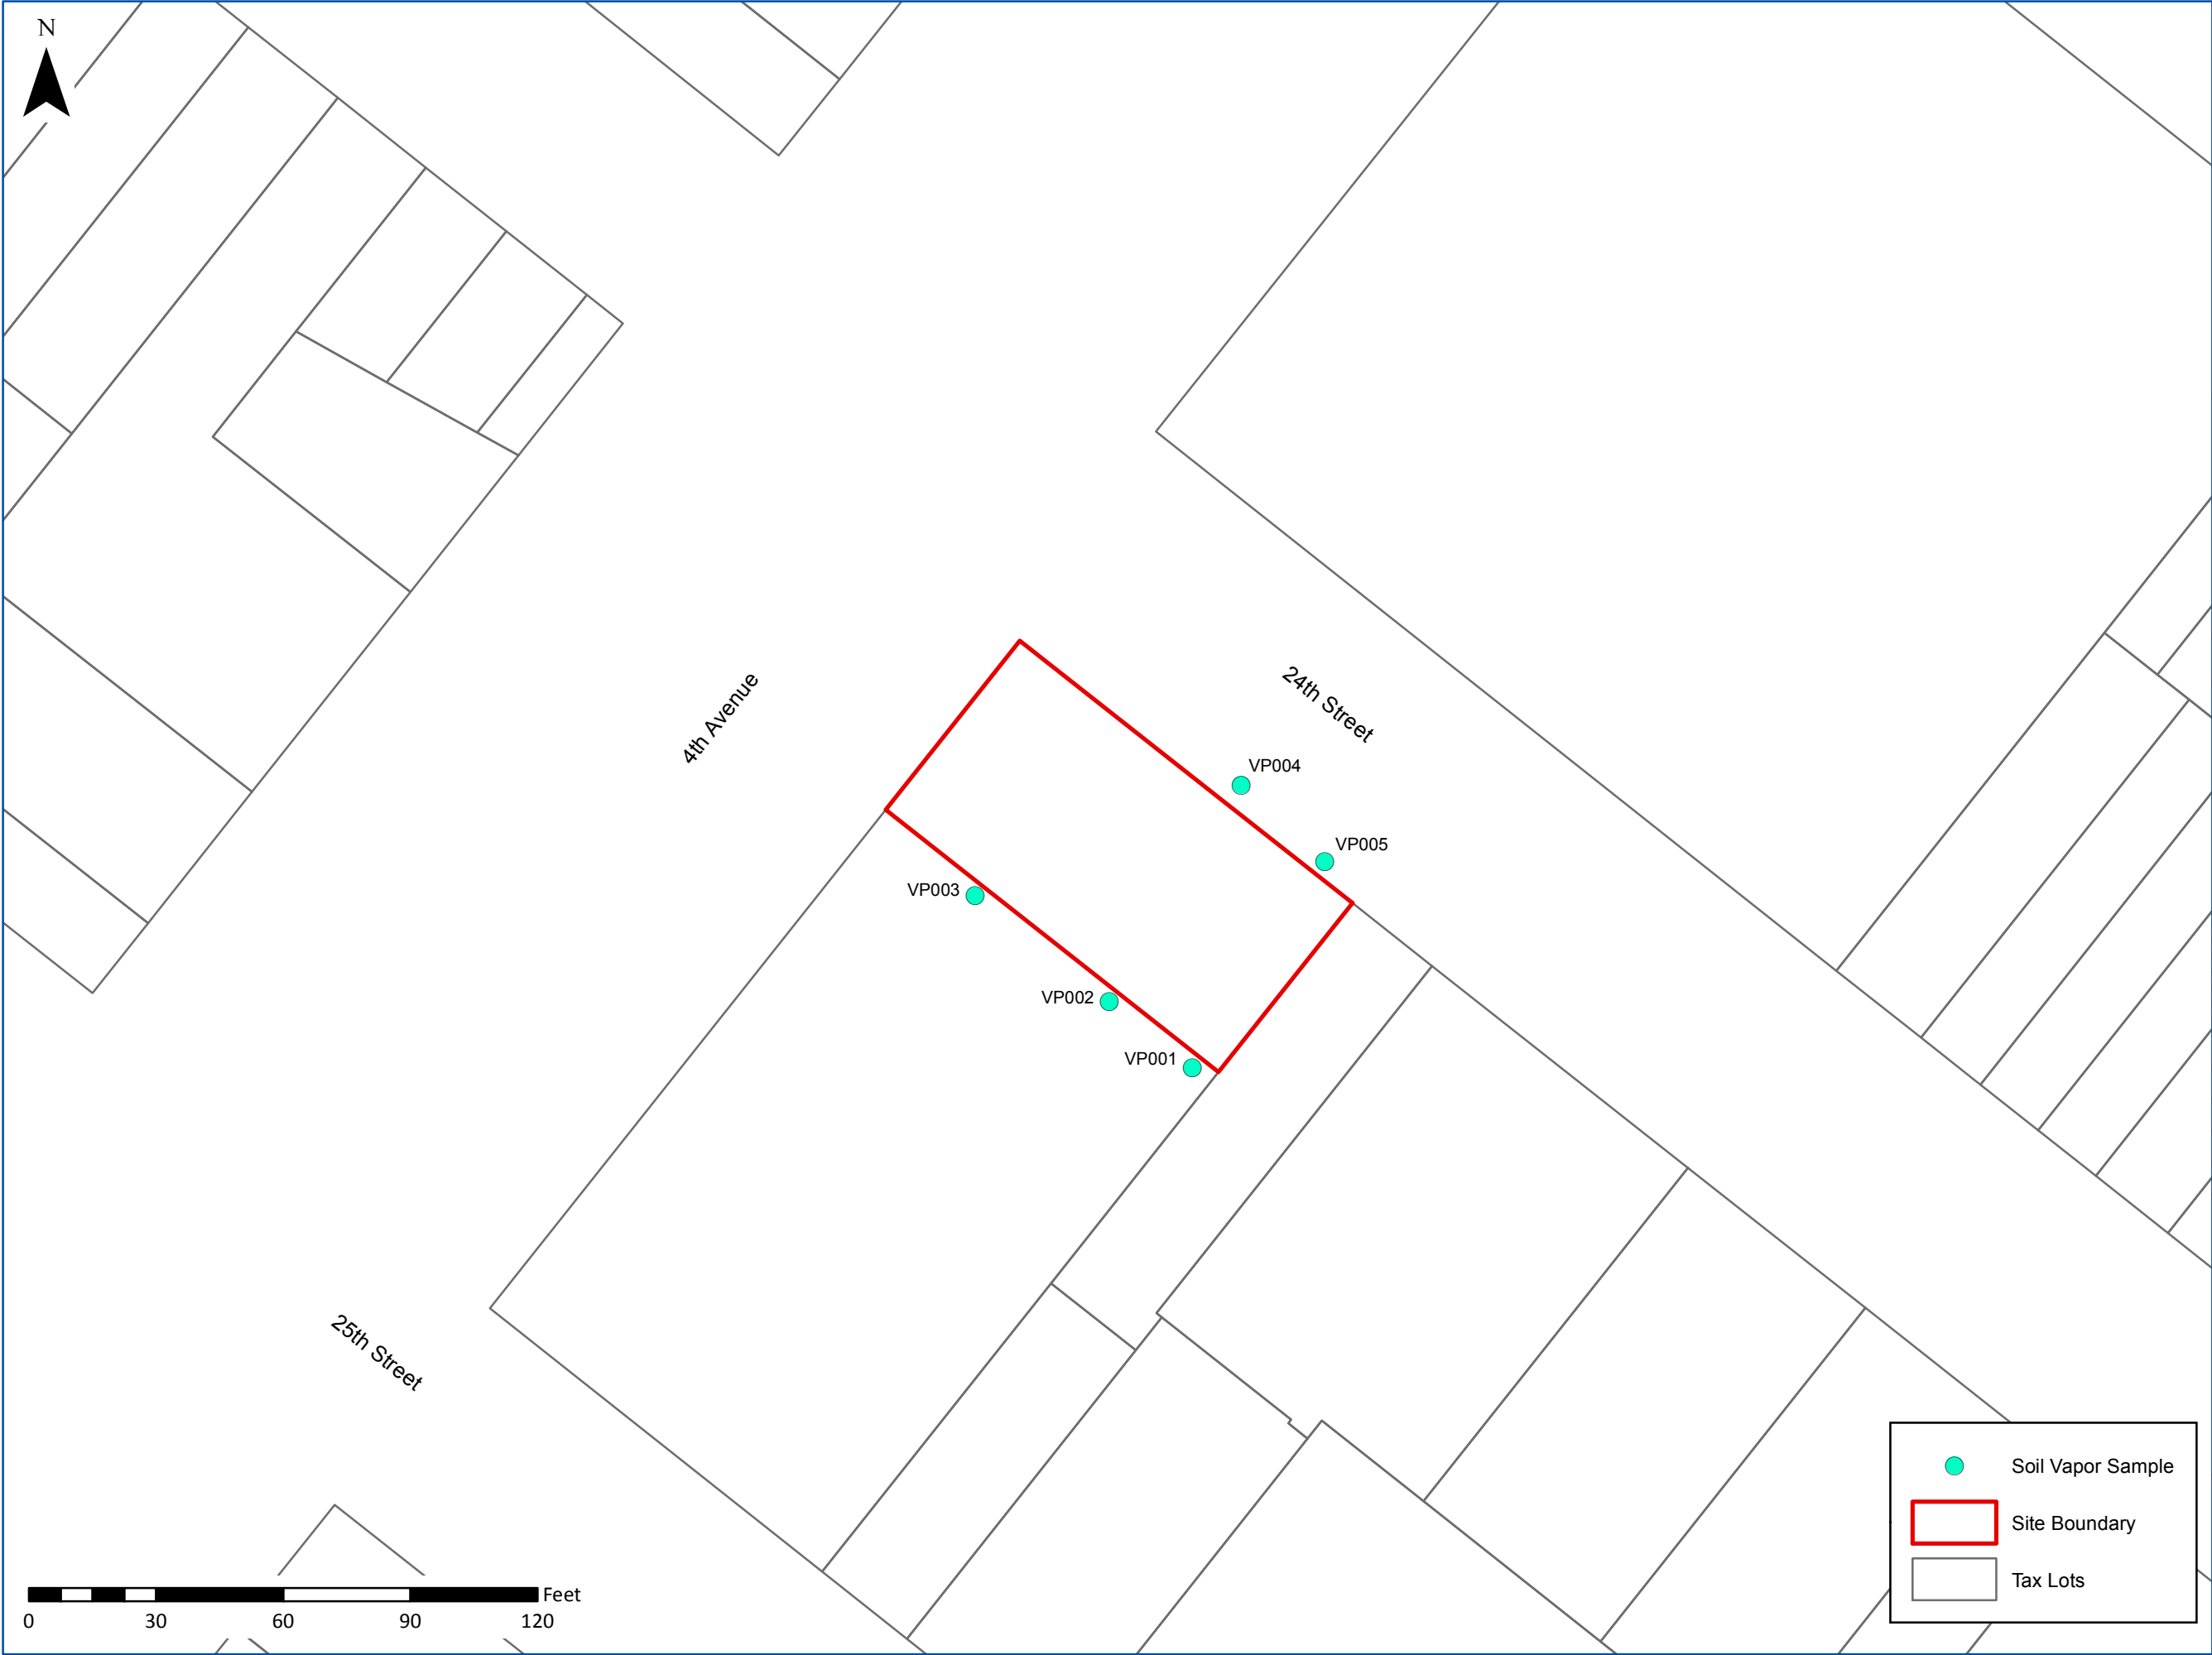 N
24th Street
4th Avenue
VP004
VP005
VP003
VP002
VP001
25th Street
Soil Vapor Sample
Site Boundary
Tax Lots
Feet
0 30 60 90 120